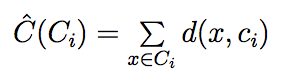 Ĉ(C_i) = ∑_{x∈C_i} d(x, c_i)